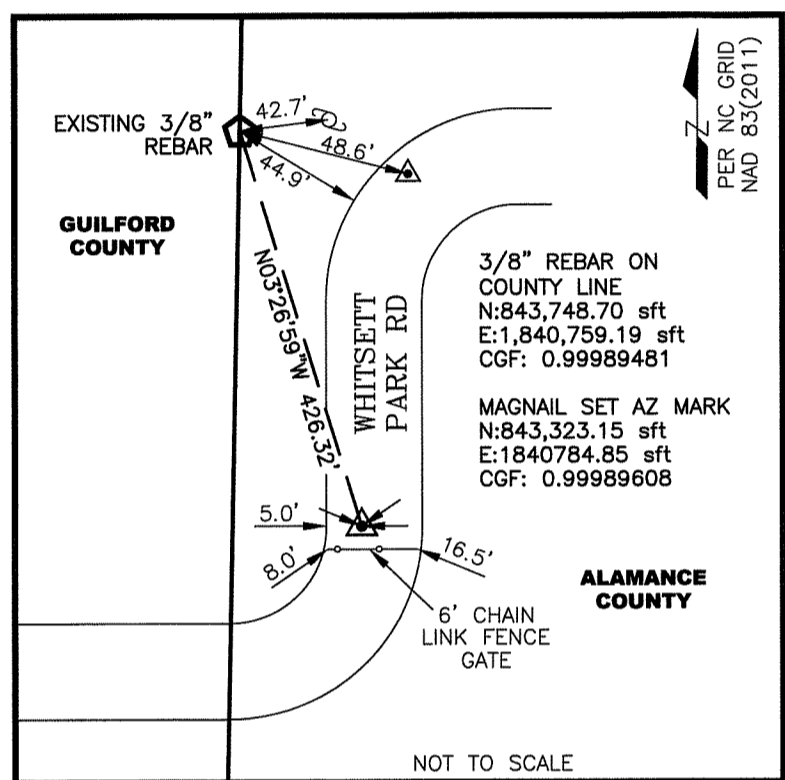 PER NC GRID
NAD 83(2011)
N
42.7'
EXISTING 3/8"
REBAR
48.6'
44.9'
GUILFORD
COUNTY
N03°26'59"W 426.32'
WHITSETT
PARK RD
3/8" REBAR ON
COUNTY LINE
N:843,748.70 sft
E:1,840,759.19 sft
CGF: 0.99989481
MAGNAIL SET AZ MARK
N:843,323.15 sft
E:1840784.85 sft
CGF: 0.99989608
5.0'
8.0'
16.5'
ALAMANCE
COUNTY
6' CHAIN
LINK FENCE
GATE
NOT TO SCALE